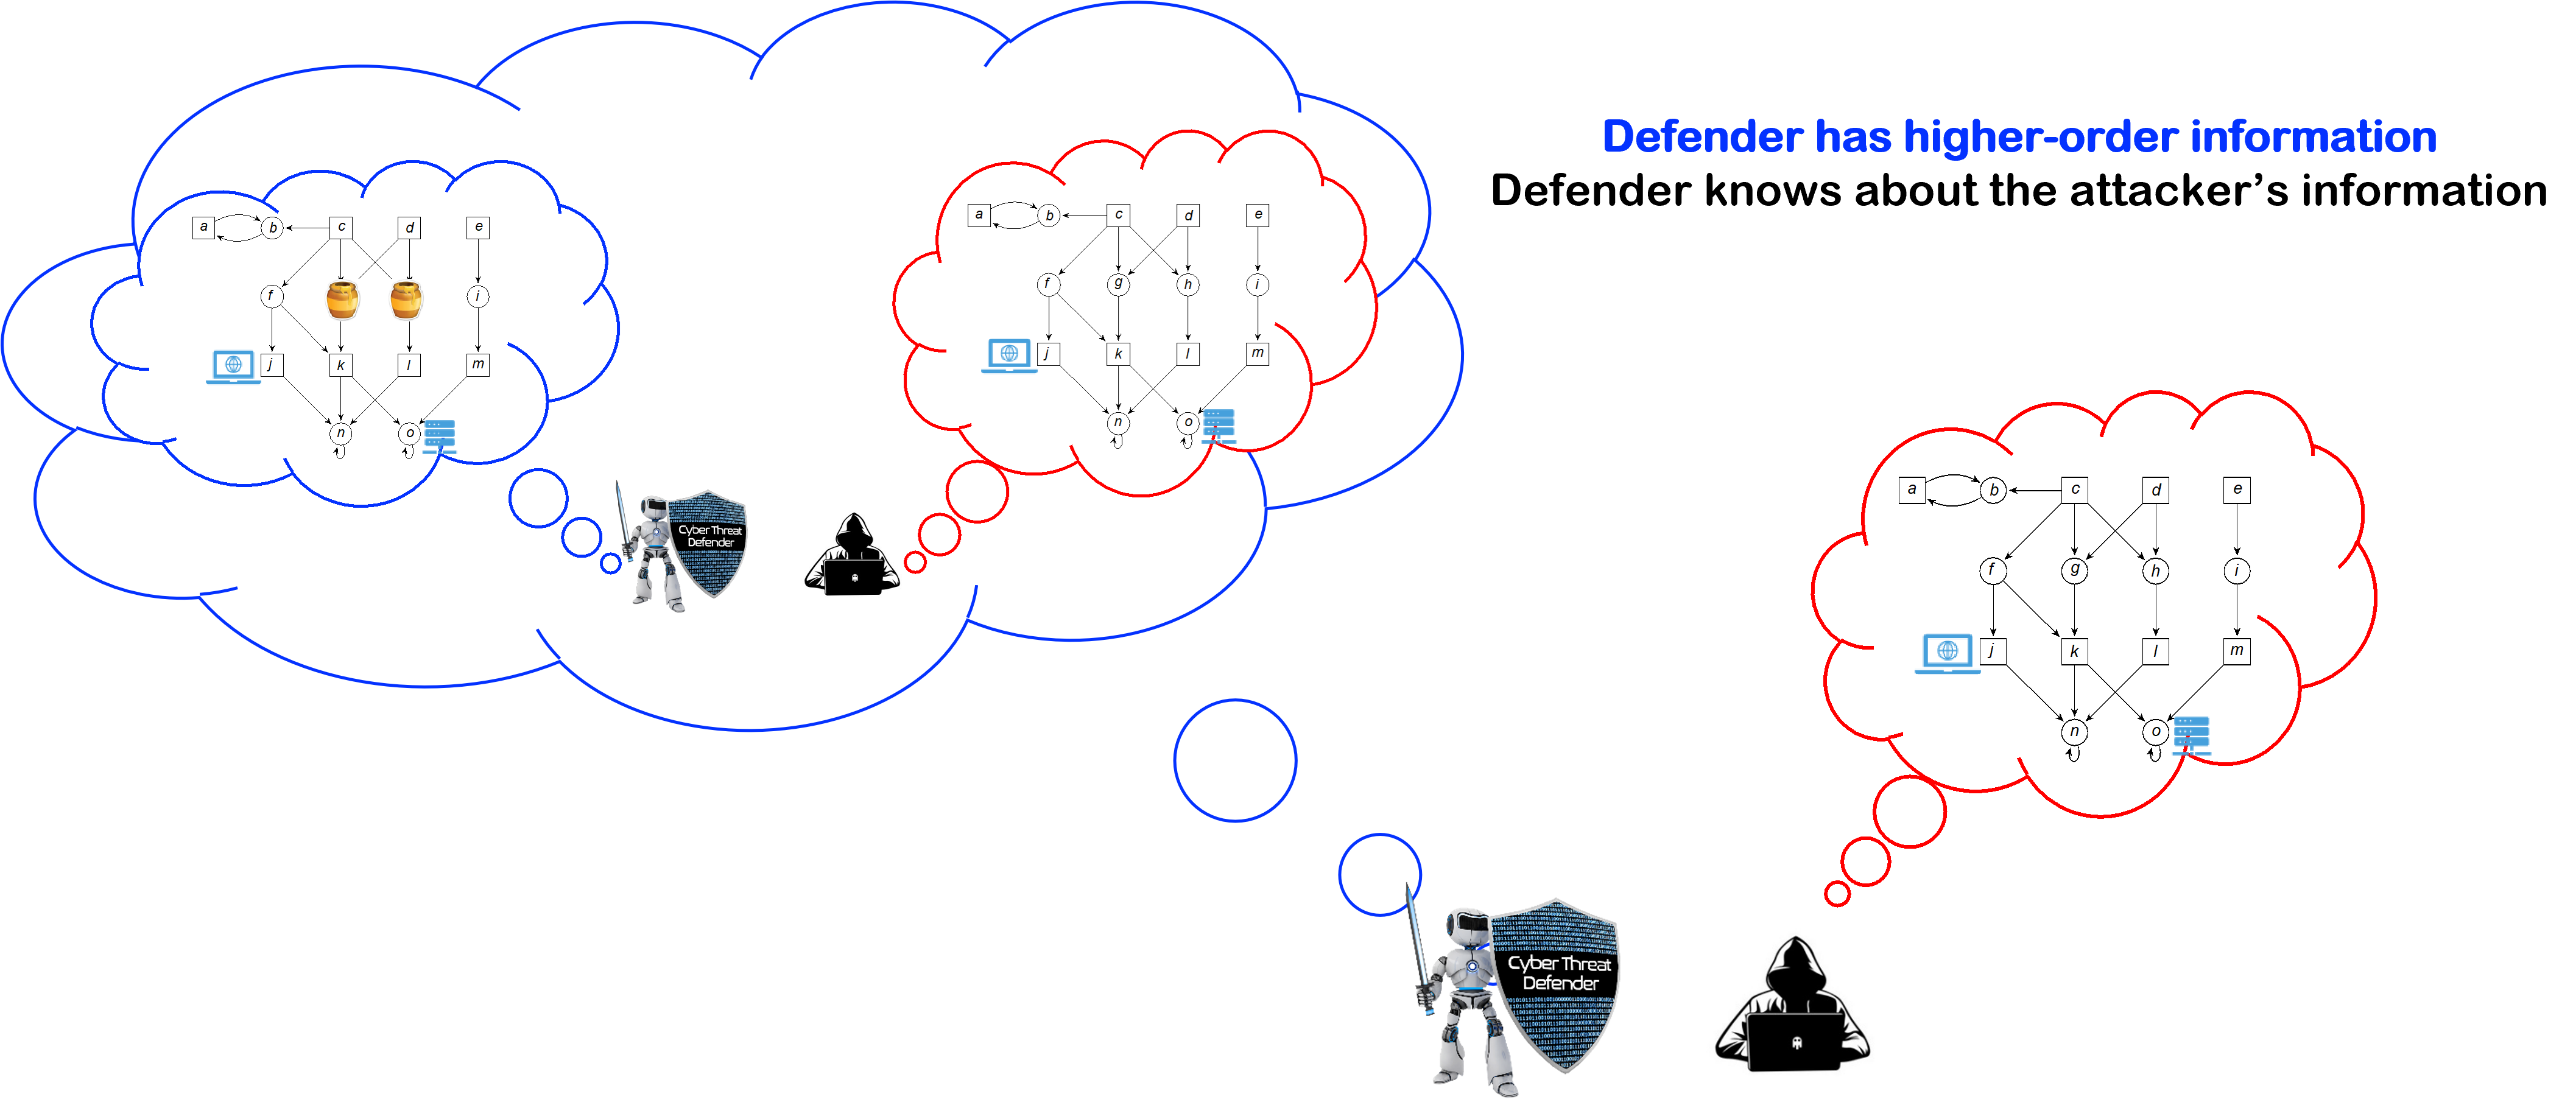 Defender has higher-order information
Defender knows about the attacker's information
a b c d e
f i
j k l m
n o
Cyber Threat
Defender
a b c d e
f g h i
j k l m
n o
a b c d e
f g h i
j k l m
n o
Cyber Threat
Defender